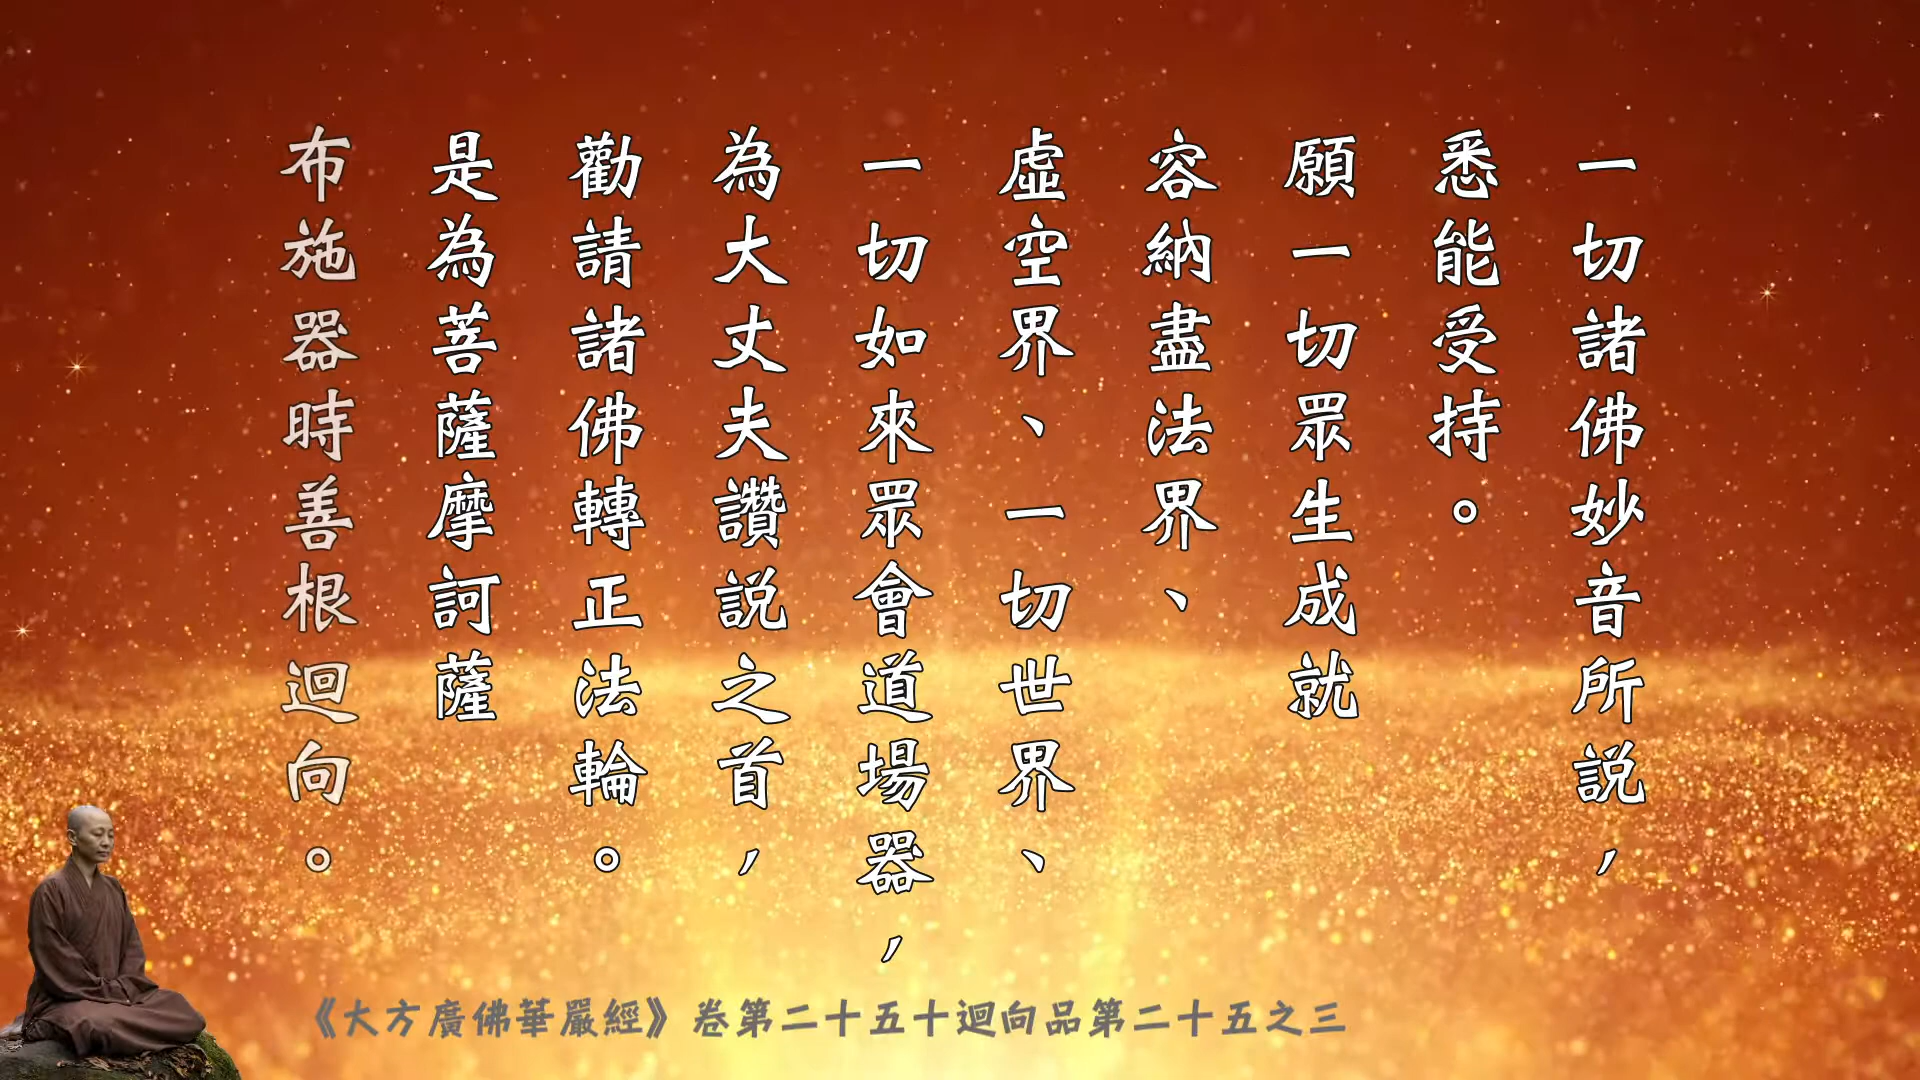 一切諸佛妙音所說，
悉能受持。
願一切眾生成就
容納盡法界、
虛空界、一切世界、
一切如來眾會道場器，
為大丈夫讚說之首，
勸請諸佛轉正法輪。
是為菩薩摩訶薩
布施器時善根迴向。
《大方廣佛華嚴經》卷第二十五十迴向品第二十五之三